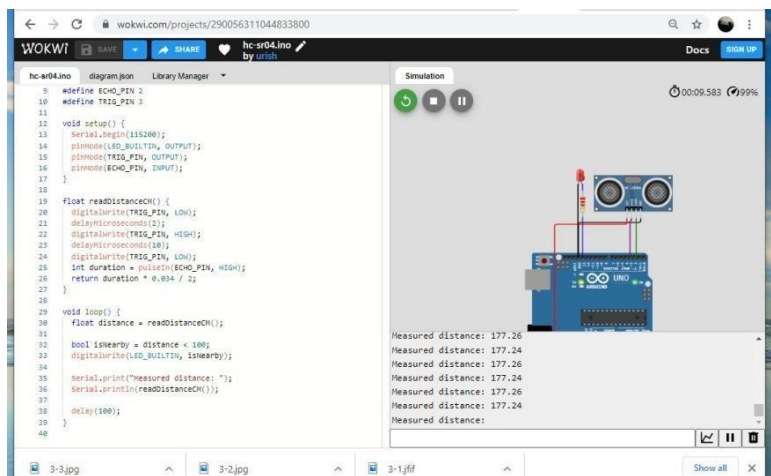 wokwi.com/projects/290056311044833800
WOKWi SAVE SHARE hc-sr04.ino
by urish
Docs SIGN UP
hc-sr04.ino diagram.json Library Manager
9 #define ECHO_PIN 2
10 #define TRIG_PIN 3
11
12 void setup() {
13 Serial.begin(115200);
14 pinMode(LED_BUILTIN, OUTPUT);
15 pinMode(TRIG_PIN, OUTPUT);
16 pinMode(ECHO_PIN, INPUT);
17 }
18
19 float readDistanceCM() {
20 digitalWrite(TRIG_PIN, LOW);
21 delayMicroseconds(2);
22 digitalWrite(TRIG_PIN, HIGH);
23 delayMicroseconds(10);
24 digitalWrite(TRIG_PIN, LOW);
25 int duration = pulseIn(ECHO_PIN, HIGH);
26 return duration * 0.034 / 2;
27 }
28
29 void loop() {
30 float distance = readDistanceCM();
31
32 bool isNearby = distance < 100;
33 digitalWrite(LED_BUILTIN, isNearby);
34
35 Serial.print("Measured distance: ");
36 Serial.println(readDistanceCM());
37
38 delay(100);
39 }
40
Simulation
00:09.583 99%
UNO
ARDUINO
Measured distance: 177.26
Measured distance: 177.24
Measured distance: 177.26
Measured distance: 177.24
Measured distance: 177.26
Measured distance: 177.24
Measured distance:
3-3.jpg 3-2.jpg 3-1.jfif Show all